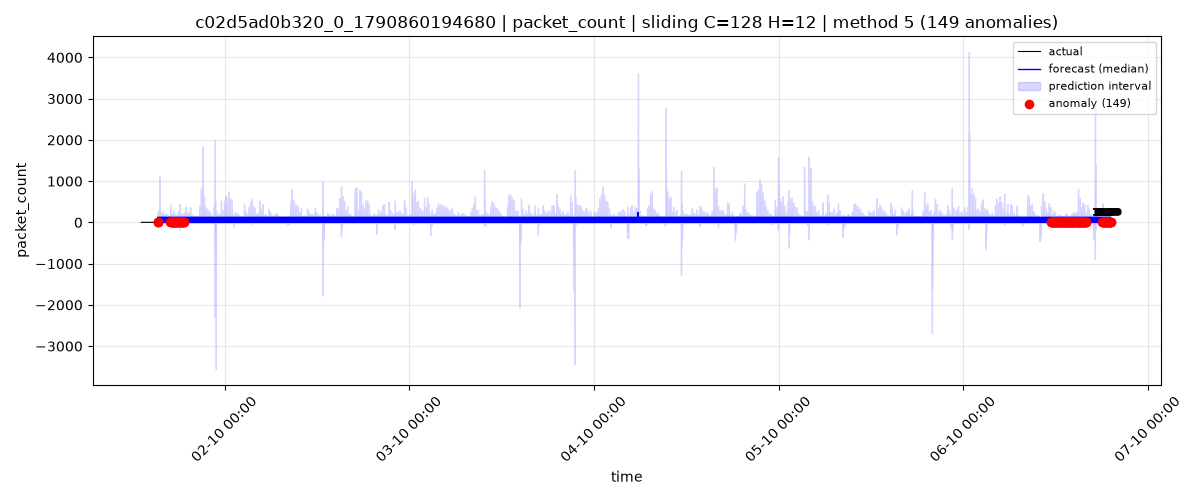 c02d5ad0b320_0_1790860194680 | packet_count | sliding C=128 H=12 | method 5 (149 anomalies)
actual
forecast (median)
prediction interval
anomaly (149)
4000
3000
2000
1000
0
−1000
−2000
−3000
packet_count
02-10 00:00
03-10 00:00
04-10 00:00
05-10 00:00
06-10 00:00
07-10 00:00
time